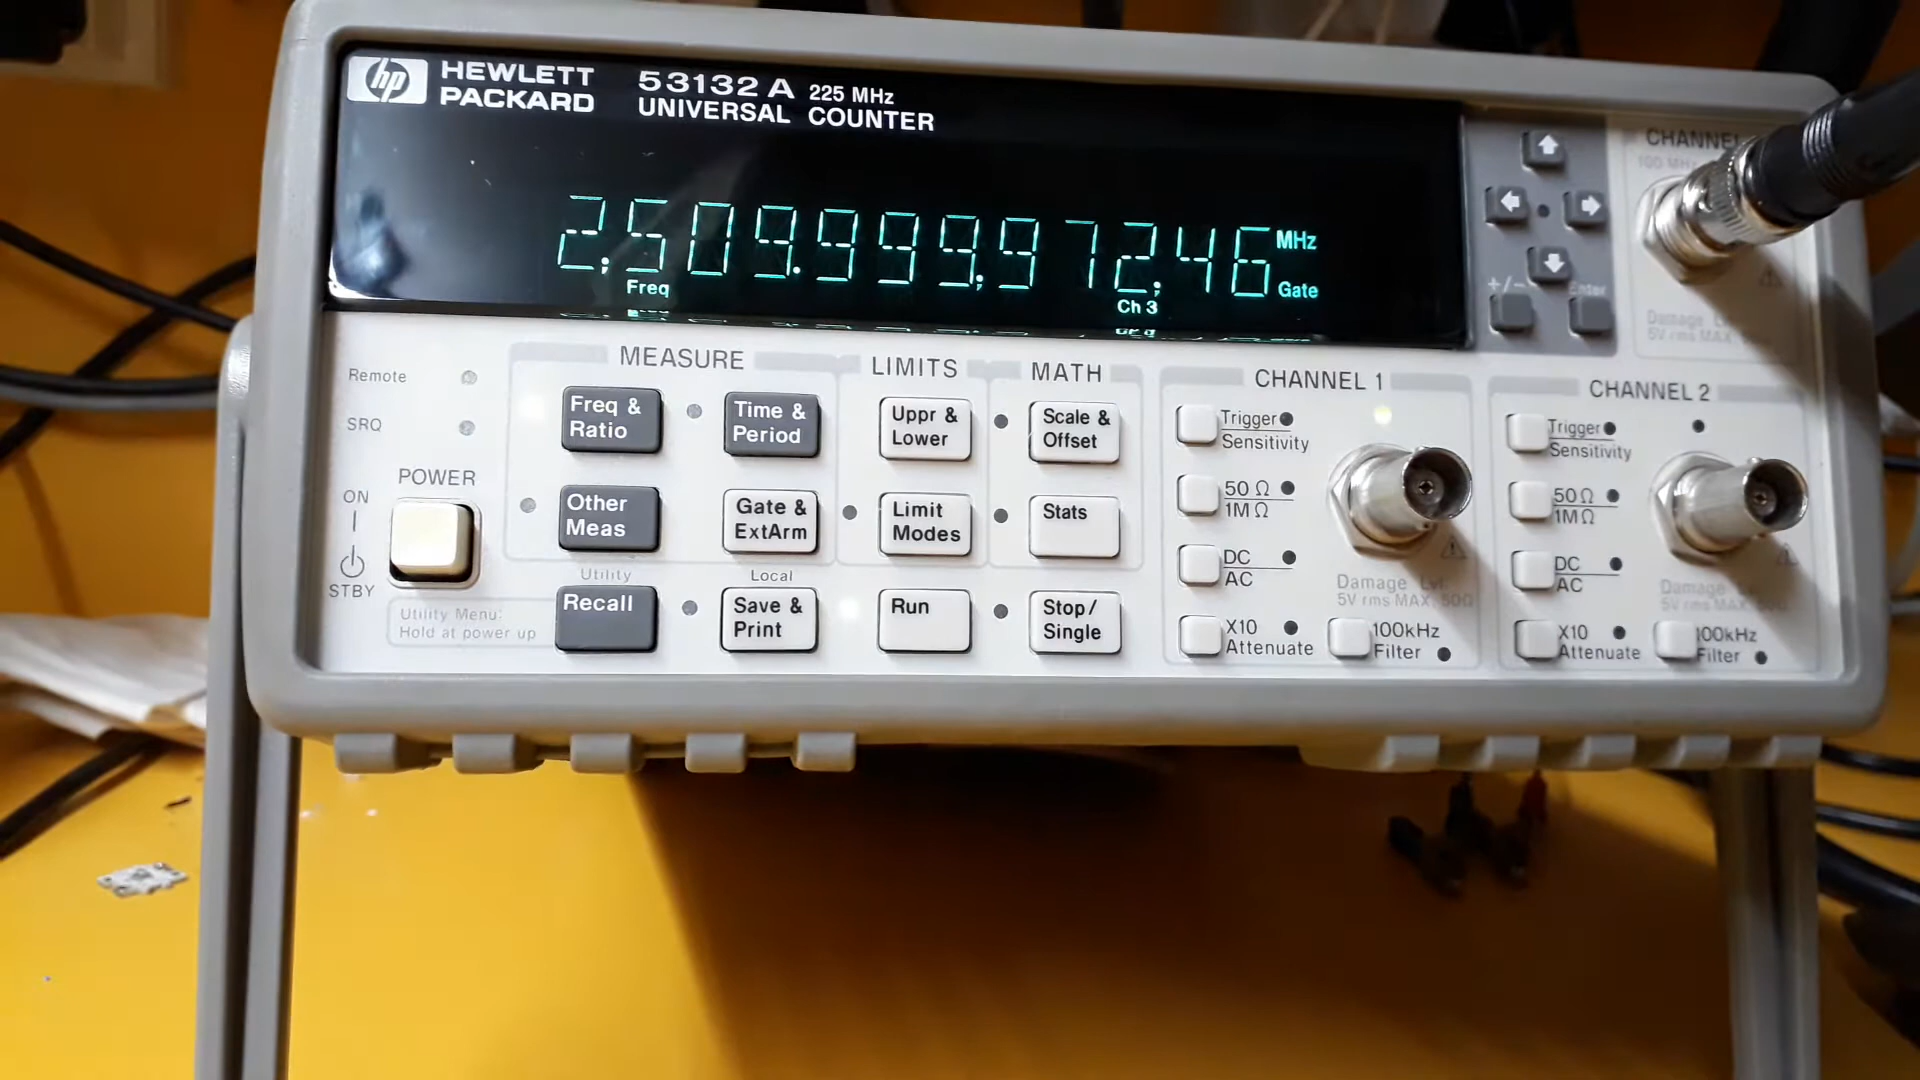 hp HEWLETT PACKARD
53132A 225 MHz
UNIVERSAL COUNTER
2,509.999,972,46 MHz
Freq Ch 3 Gate
+/-
Enter
CHANNEL
100 MHz
5V rms MAX
Remote
SRQ
POWER
ON
STBY
Utility Menu:
Hold at power up
MEASURE
Freq &
Ratio
Time &
Period
Other
Meas
Gate &
ExtArm
Utility
Recall
Local
Save &
Print
LIMITS
Uppr &
Lower
Limit
Modes
Run
MATH
Scale &
Offset
Stats
Stop/
Single
CHANNEL 1
Trigger
Sensitivity
50 Ω
1M Ω
DC
AC
X10
Attenuate
Damage Lvl:
5V rms MAX, 50Ω
100kHz
Filter
CHANNEL 2
Trigger
Sensitivity
50 Ω
1M Ω
DC
AC
X10
Attenuate
Damage Lvl:
5V rms MAX, 50Ω
100kHz
Filter